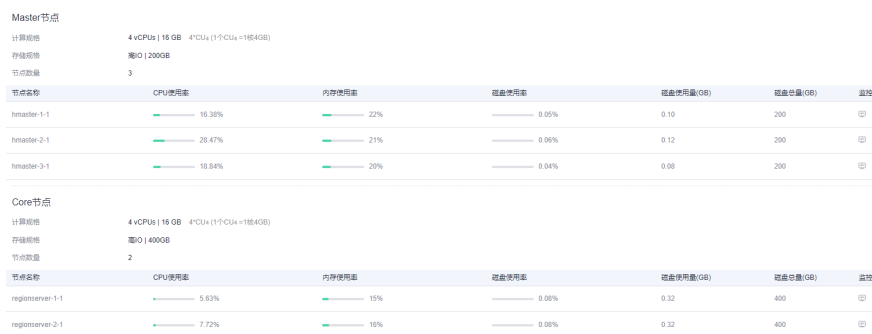 Master节点
计算规格 4 vCPUs | 16 GB 4*CU₄ (1个CU₄ =1核4GB)
存储规格 高IO | 200GB
节点数量 3
节点名称 CPU使用率 内存使用率 磁盘使用率 磁盘使用量(GB) 磁盘总量(GB) 监控
hmaster-1-1 16.38% 22% 0.05% 0.10 200
hmaster-2-1 28.47% 21% 0.06% 0.12 200
hmaster-3-1 18.84% 20% 0.04% 0.08 200
Core节点
计算规格 4 vCPUs | 16 GB 4*CU₄ (1个CU₄ =1核4GB)
存储规格 高IO | 400GB
节点数量 2
节点名称 CPU使用率 内存使用率 磁盘使用率 磁盘使用量(GB) 磁盘总量(GB) 监控
regionserver-1-1 5.63% 15% 0.08% 0.32 400
regionserver-2-1 7.72% 16% 0.08% 0.32 400